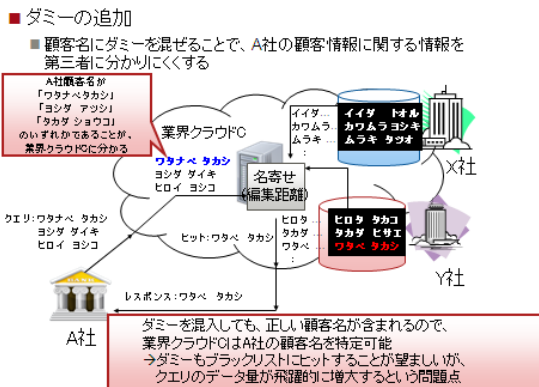 ダミーの追加
顧客名にダミーを混ぜることで、A社の顧客情報に関する情報を
第三者に分かりにくくする
A社顧客名が
「ワタナベタカシ」
「ヨシダ アツシ」
「タカダ ショウコ」
のいずれかであることが、
業界クラウドCに分かる
業界クラウドC
イイダ…
カワムラ…
ムラキ …
イイダ トオル
カワムラ ヨシキ
ムラキ タツオ
X社
ワタナベ タカシ
ヨシダ ダイキ
ヒロイ ヨシコ
名寄せ
(編集距離)
クエリ:ワタナベ タカシ
ヨシダ ダイキ
ヒロイ ヨシコ
ヒット:ワタベ タカシ
ヒロタ …
タカダ …
ワタベ …
:
ヒロタ タカコ
タカダ ヒサエ
ワタベ タカシ
:
Y社
レスポンス:ワタベ タカシ
A社
ダミーを混入しても、正しい顧客名が含まれるので、
業界クラウドCはA社の顧客名を特定可能
→ダミーもブラックリストにヒットすることが望ましいが、
クエリのデータ量が飛躍的に増大するという問題点